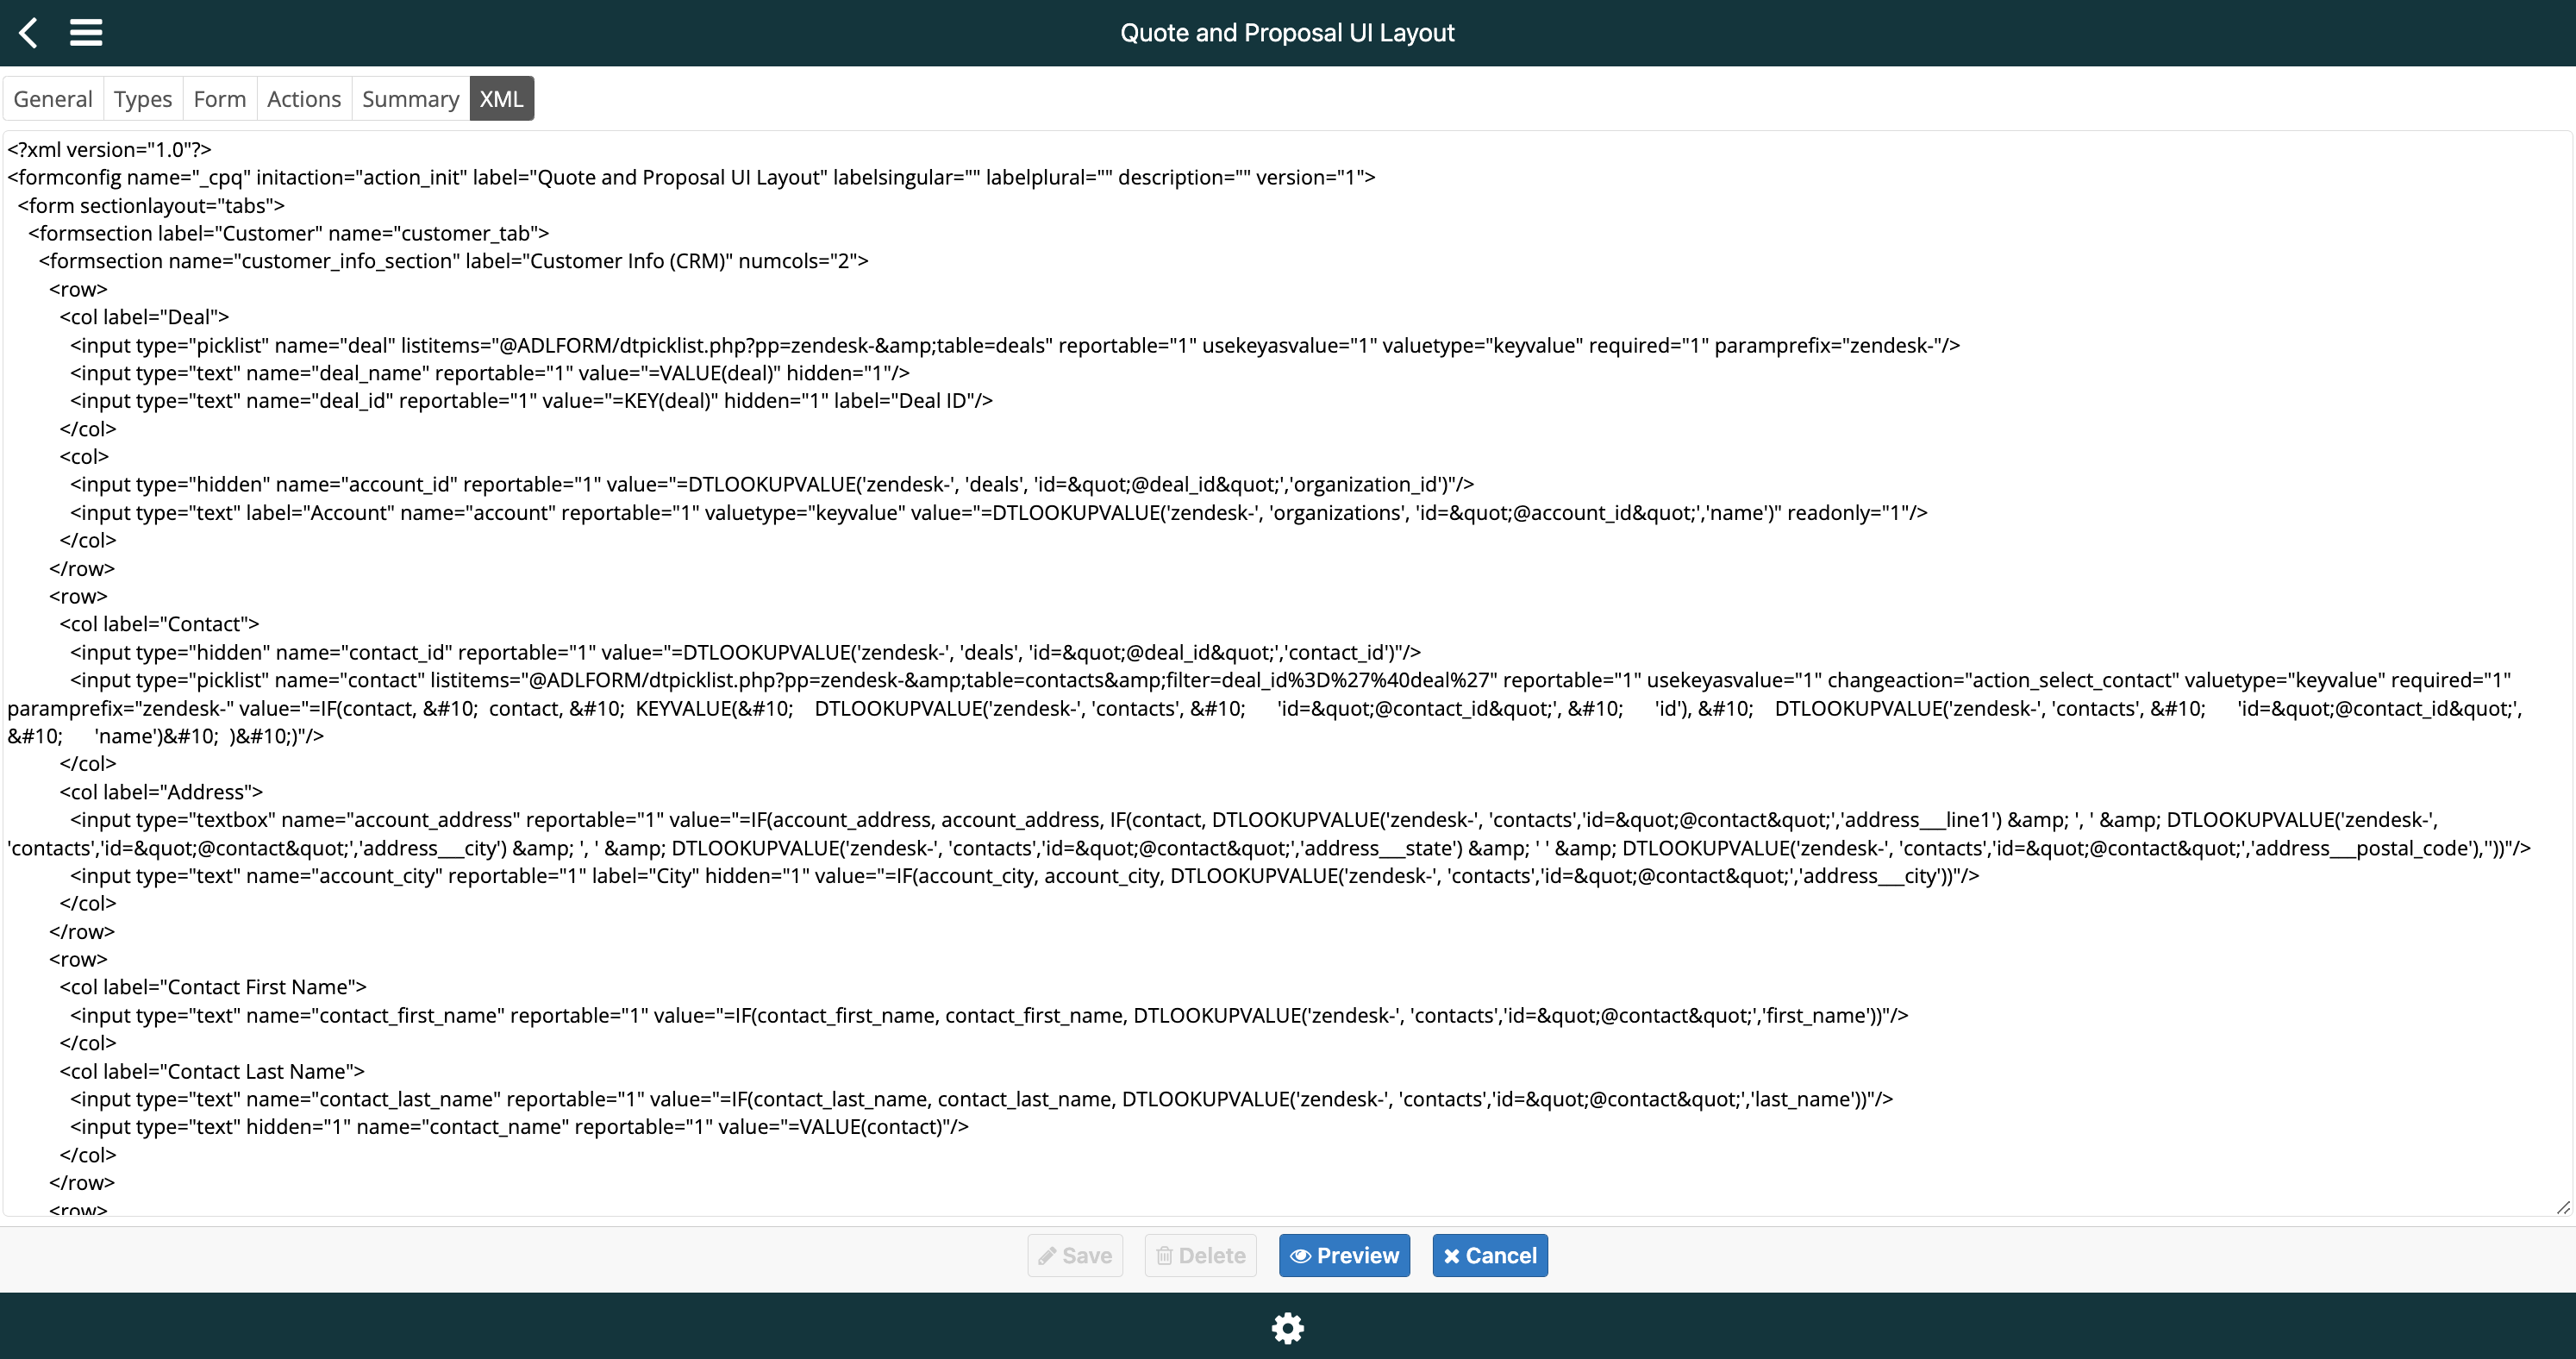 Quote and Proposal UI Layout
General Types Form Actions Summary XML
<?xml version="1.0"?>
<formconfig name="_cpq" initaction="action_init" label="Quote and Proposal UI Layout" labelsingular="" labelplural="" description="" version="1">
<form sectionlayout="tabs">
<formsection label="Customer" name="customer_tab">
<formsection name="customer_info_section" label="Customer Info (CRM)" numcols="2">
<row>
<col label="Deal">
<input type="picklist" name="deal" listitems="@ADLFORM/dtpicklist.php?pp=zendesk-&amp;table=deals" reportable="1" usekeyasvalue="1" valuetype="keyvalue" required="1" paramprefix="zendesk-"/>
<input type="text" name="deal_name" reportable="1" value="=VALUE(deal)" hidden="1"/>
<input type="text" name="deal_id" reportable="1" value="=KEY(deal)" hidden="1" label="Deal ID"/>
</col>
<col>
<input type="hidden" name="account_id" reportable="1" value="=DTLOOKUPVALUE('zendesk-', 'deals', 'id=&quot;@deal_id&quot;','organization_id')"/>
<input type="text" label="Account" name="account" reportable="1" valuetype="keyvalue" value="=DTLOOKUPVALUE('zendesk-', 'organizations', 'id=&quot;@account_id&quot;','name')" readonly="1"/>
</col>
</row>
<row>
<col label="Contact">
<input type="hidden" name="contact_id" reportable="1" value="=DTLOOKUPVALUE('zendesk-', 'deals', 'id=&quot;@deal_id&quot;','contact_id')"/>
<input type="picklist" name="contact" listitems="@ADLFORM/dtpicklist.php?pp=zendesk-&amp;table=contacts&amp;filter=deal_id%3D%27%40deal%27" reportable="1" usekeyasvalue="1" changeaction="action_select_contact" valuetype="keyvalue" required="1"
paramprefix="zendesk-" value="=IF(contact, &#10;  contact, &#10;  KEYVALUE(&#10;    DTLOOKUPVALUE('zendesk-', 'contacts', &#10;      'id=&quot;@contact_id&quot;', &#10;      'id'), &#10;    DTLOOKUPVALUE('zendesk-', 'contacts', &#10;      'id=&quot;@contact_id&quot;',
&#10;      'name')&#10;  )&#10;)"/>
</col>
<col label="Address">
<input type="textbox" name="account_address" reportable="1" value="=IF(account_address, account_address, IF(contact, DTLOOKUPVALUE('zendesk-', 'contacts','id=&quot;@contact&quot;','address___line1') &amp; ', ' &amp; DTLOOKUPVALUE('zendesk-',
'contacts','id=&quot;@contact&quot;','address___city') &amp; ', ' &amp; DTLOOKUPVALUE('zendesk-', 'contacts','id=&quot;@contact&quot;','address___state') &amp; ' ' &amp; DTLOOKUPVALUE('zendesk-', 'contacts','id=&quot;@contact&quot;','address___postal_code'),''))"/>
<input type="text" name="account_city" reportable="1" label="City" hidden="1" value="=IF(account_city, account_city, DTLOOKUPVALUE('zendesk-', 'contacts','id=&quot;@contact&quot;','address___city'))"/>
</col>
</row>
<row>
<col label="Contact First Name">
<input type="text" name="contact_first_name" reportable="1" value="=IF(contact_first_name, contact_first_name, DTLOOKUPVALUE('zendesk-', 'contacts','id=&quot;@contact&quot;','first_name'))"/>
</col>
<col label="Contact Last Name">
<input type="text" name="contact_last_name" reportable="1" value="=IF(contact_last_name, contact_last_name, DTLOOKUPVALUE('zendesk-', 'contacts','id=&quot;@contact&quot;','last_name'))"/>
<input type="text" hidden="1" name="contact_name" reportable="1" value="=VALUE(contact)"/>
</col>
</row>
<row>
Save Delete Preview Cancel